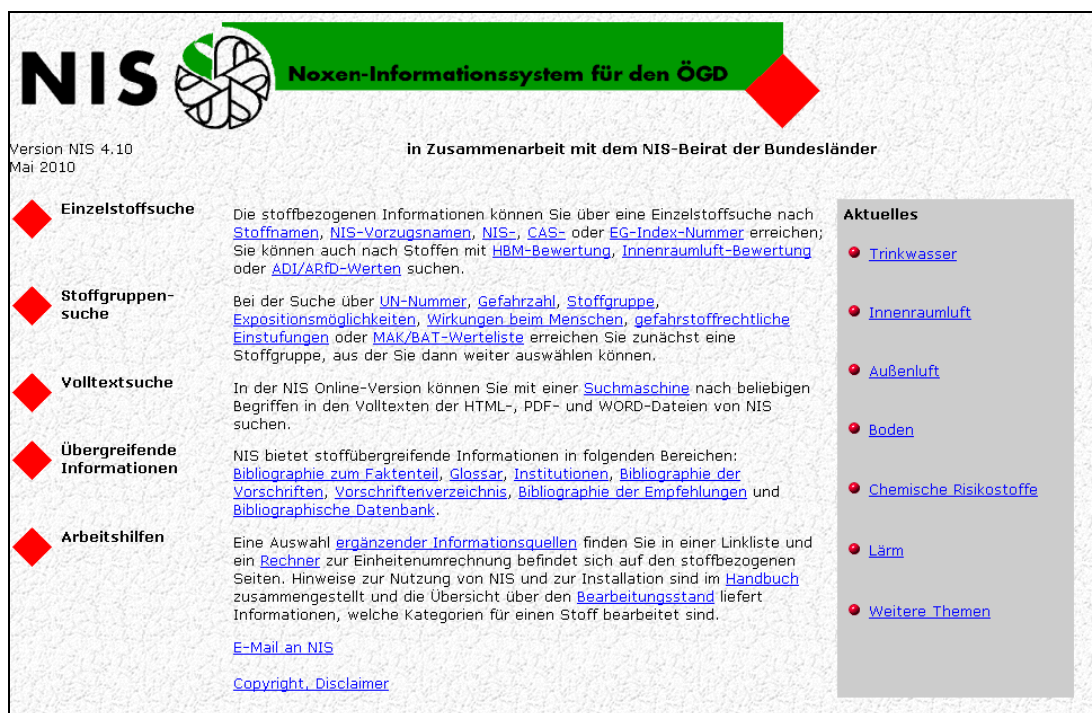 NIS
Noxen-Informationssystem für den ÖGD
Version NIS 4.10
Mai 2010
in Zusammenarbeit mit dem NIS-Beirat der Bundesländer
Einzelstoffsuche
Die stoffbezogenen Informationen können Sie über eine Einzelstoffsuche nach
Stoffnamen, NIS-Vorzugsnamen, NIS-, CAS- oder EG-Index-Nummer erreichen;
Sie können auch nach Stoffen mit HBM-Bewertung, Innenraumluft-Bewertung
oder ADI/ARfD-Werten suchen.
Stoffgruppen-
suche
Bei der Suche über UN-Nummer, Gefahrzahl, Stoffgruppe,
Expositionsmöglichkeiten, Wirkungen beim Menschen, gefahrstoffrechtliche
Einstufungen oder MAK/BAT-Werteliste erreichen Sie zunächst eine
Stoffgruppe, aus der Sie dann weiter auswählen können.
Volltextsuche
In der NIS Online-Version können Sie mit einer Suchmaschine nach beliebigen
Begriffen in den Volltexten der HTML-, PDF- und WORD-Dateien von NIS
suchen.
Übergreifende
Informationen
NIS bietet stoffübergreifende Informationen in folgenden Bereichen:
Bibliographie zum Faktenteil, Glossar, Institutionen, Bibliographie der
Vorschriften, Vorschriftenverzeichnis, Bibliographie der Empfehlungen und
Bibliographische Datenbank.
Arbeitshilfen
Eine Auswahl ergänzender Informationsquellen finden Sie in einer Linkliste und
ein Rechner zur Einheitenumrechnung befindet sich auf den stoffbezogenen
Seiten. Hinweise zur Nutzung von NIS und zur Installation sind im Handbuch
zusammengestellt und die Übersicht über den Bearbeitungsstand liefert
Informationen, welche Kategorien für einen Stoff bearbeitet sind.
E-Mail an NIS
Copyright, Disclaimer
Aktuelles
Trinkwasser
Innenraumluft
Außenluft
Boden
Chemische Risikostoffe
Lärm
Weitere Themen